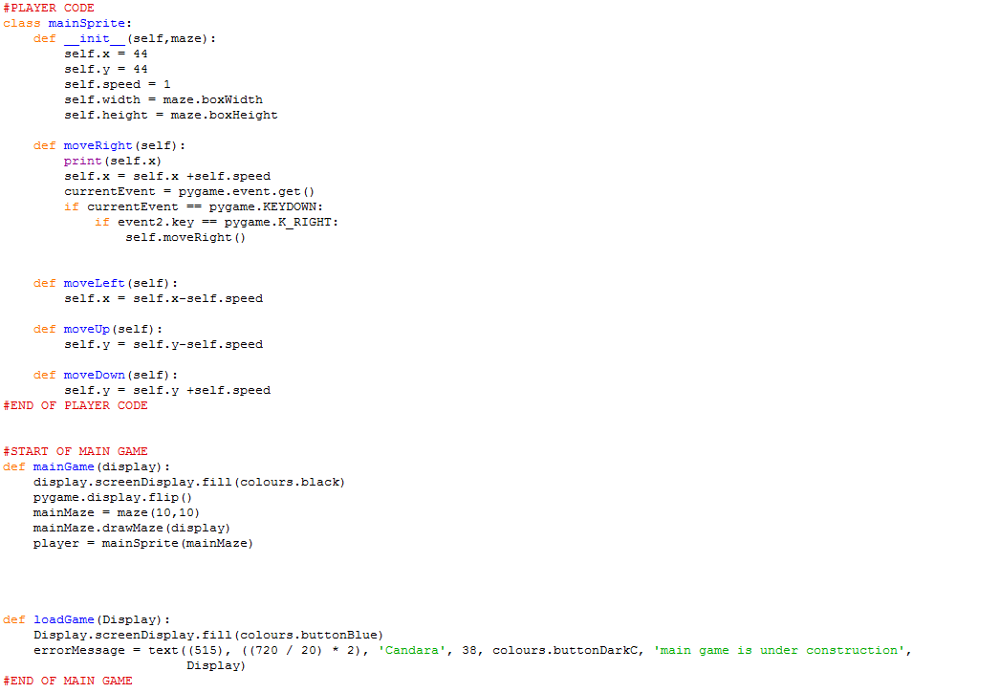 #PLAYER CODE
class mainSprite:
    def __init__(self,maze):
        self.x = 44
        self.y = 44
        self.speed = 1
        self.width = maze.boxWidth
        self.height = maze.boxHeight

    def moveRight(self):
        print(self.x)
        self.x = self.x +self.speed
        currentEvent = pygame.event.get()
        if currentEvent == pygame.KEYDOWN:
            if event2.key == pygame.K_RIGHT:
                self.moveRight()


    def moveLeft(self):
        self.x = self.x-self.speed

    def moveUp(self):
        self.y = self.y-self.speed

    def moveDown(self):
        self.y = self.y +self.speed
#END OF PLAYER CODE


#START OF MAIN GAME
def mainGame(display):
    display.screenDisplay.fill(colours.black)
    pygame.display.flip()
    mainMaze = maze(10,10)
    mainMaze.drawMaze(display)
    player = mainSprite(mainMaze)




def loadGame(Display):
    Display.screenDisplay.fill(colours.buttonBlue)
    errorMessage = text((515), ((720 / 20) * 2), 'Candara', 38, colours.buttonDarkC, 'main game is under construction',
                        Display)
#END OF MAIN GAME